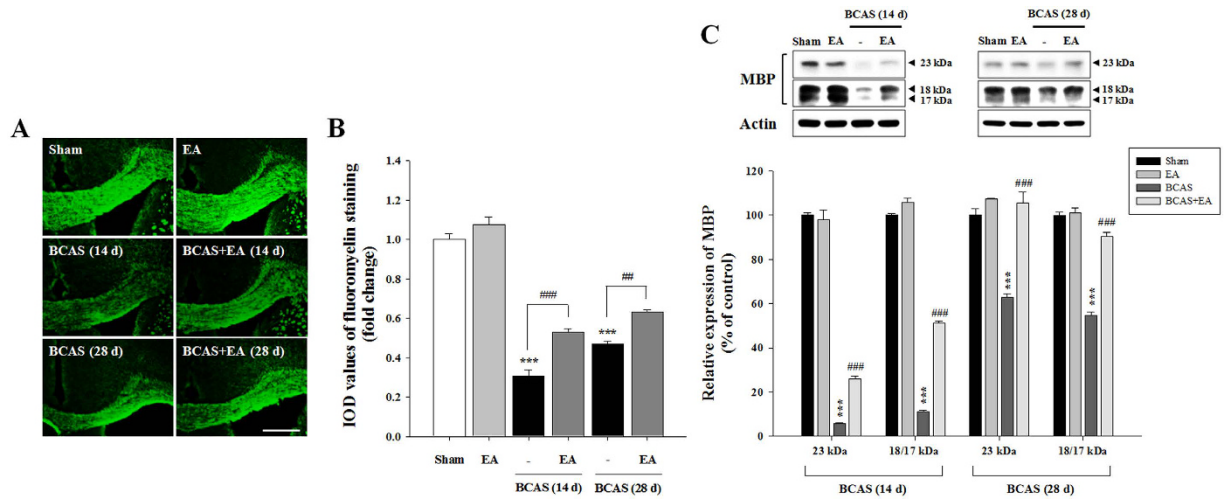 A
Sham
EA
BCAS (14 d)
BCAS+EA (14 d)
BCAS (28 d)
BCAS+EA (28 d)
B
IOD values of fluoromyelin staining
(fold change)
1.4
1.2
1.0
0.8
0.6
0.4
0.2
0.0
###
##
***
***
Sham
EA
-
EA
-
EA
BCAS (14 d)
BCAS (28 d)
C
BCAS (14 d)
BCAS (28 d)
Sham EA - EA
Sham EA - EA
MBP
23 kDa
18 kDa
17 kDa
23 kDa
18 kDa
17 kDa
Actin
Sham
EA
BCAS
BCAS+EA
Relative expression of MBP
(% of control)
120
100
80
60
40
20
0
***
###
***
###
***
###
***
###
23 kDa
18/17 kDa
23 kDa
18/17 kDa
BCAS (14 d)
BCAS (28 d)